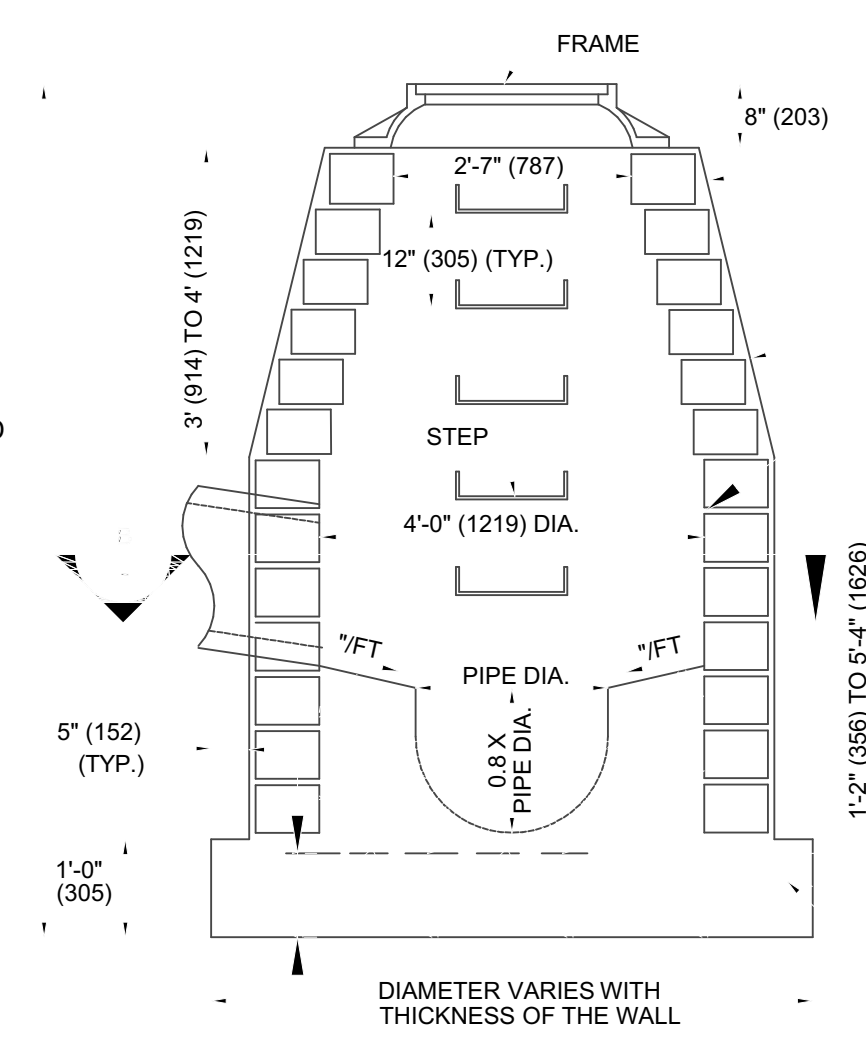 FRAME
8" (203)
2'-7" (787)
12" (305) (TYP.)
3' (914) TO 4' (1219)
STEP
4'-0" (1219) DIA.
"/FT
"/FT
PIPE DIA.
0.8 X
PIPE DIA.
5" (152)
(TYP.)
1'-2" (356) TO 5'-4" (1626)
1'-0"
(305)
DIAMETER VARIES WITH
THICKNESS OF THE WALL